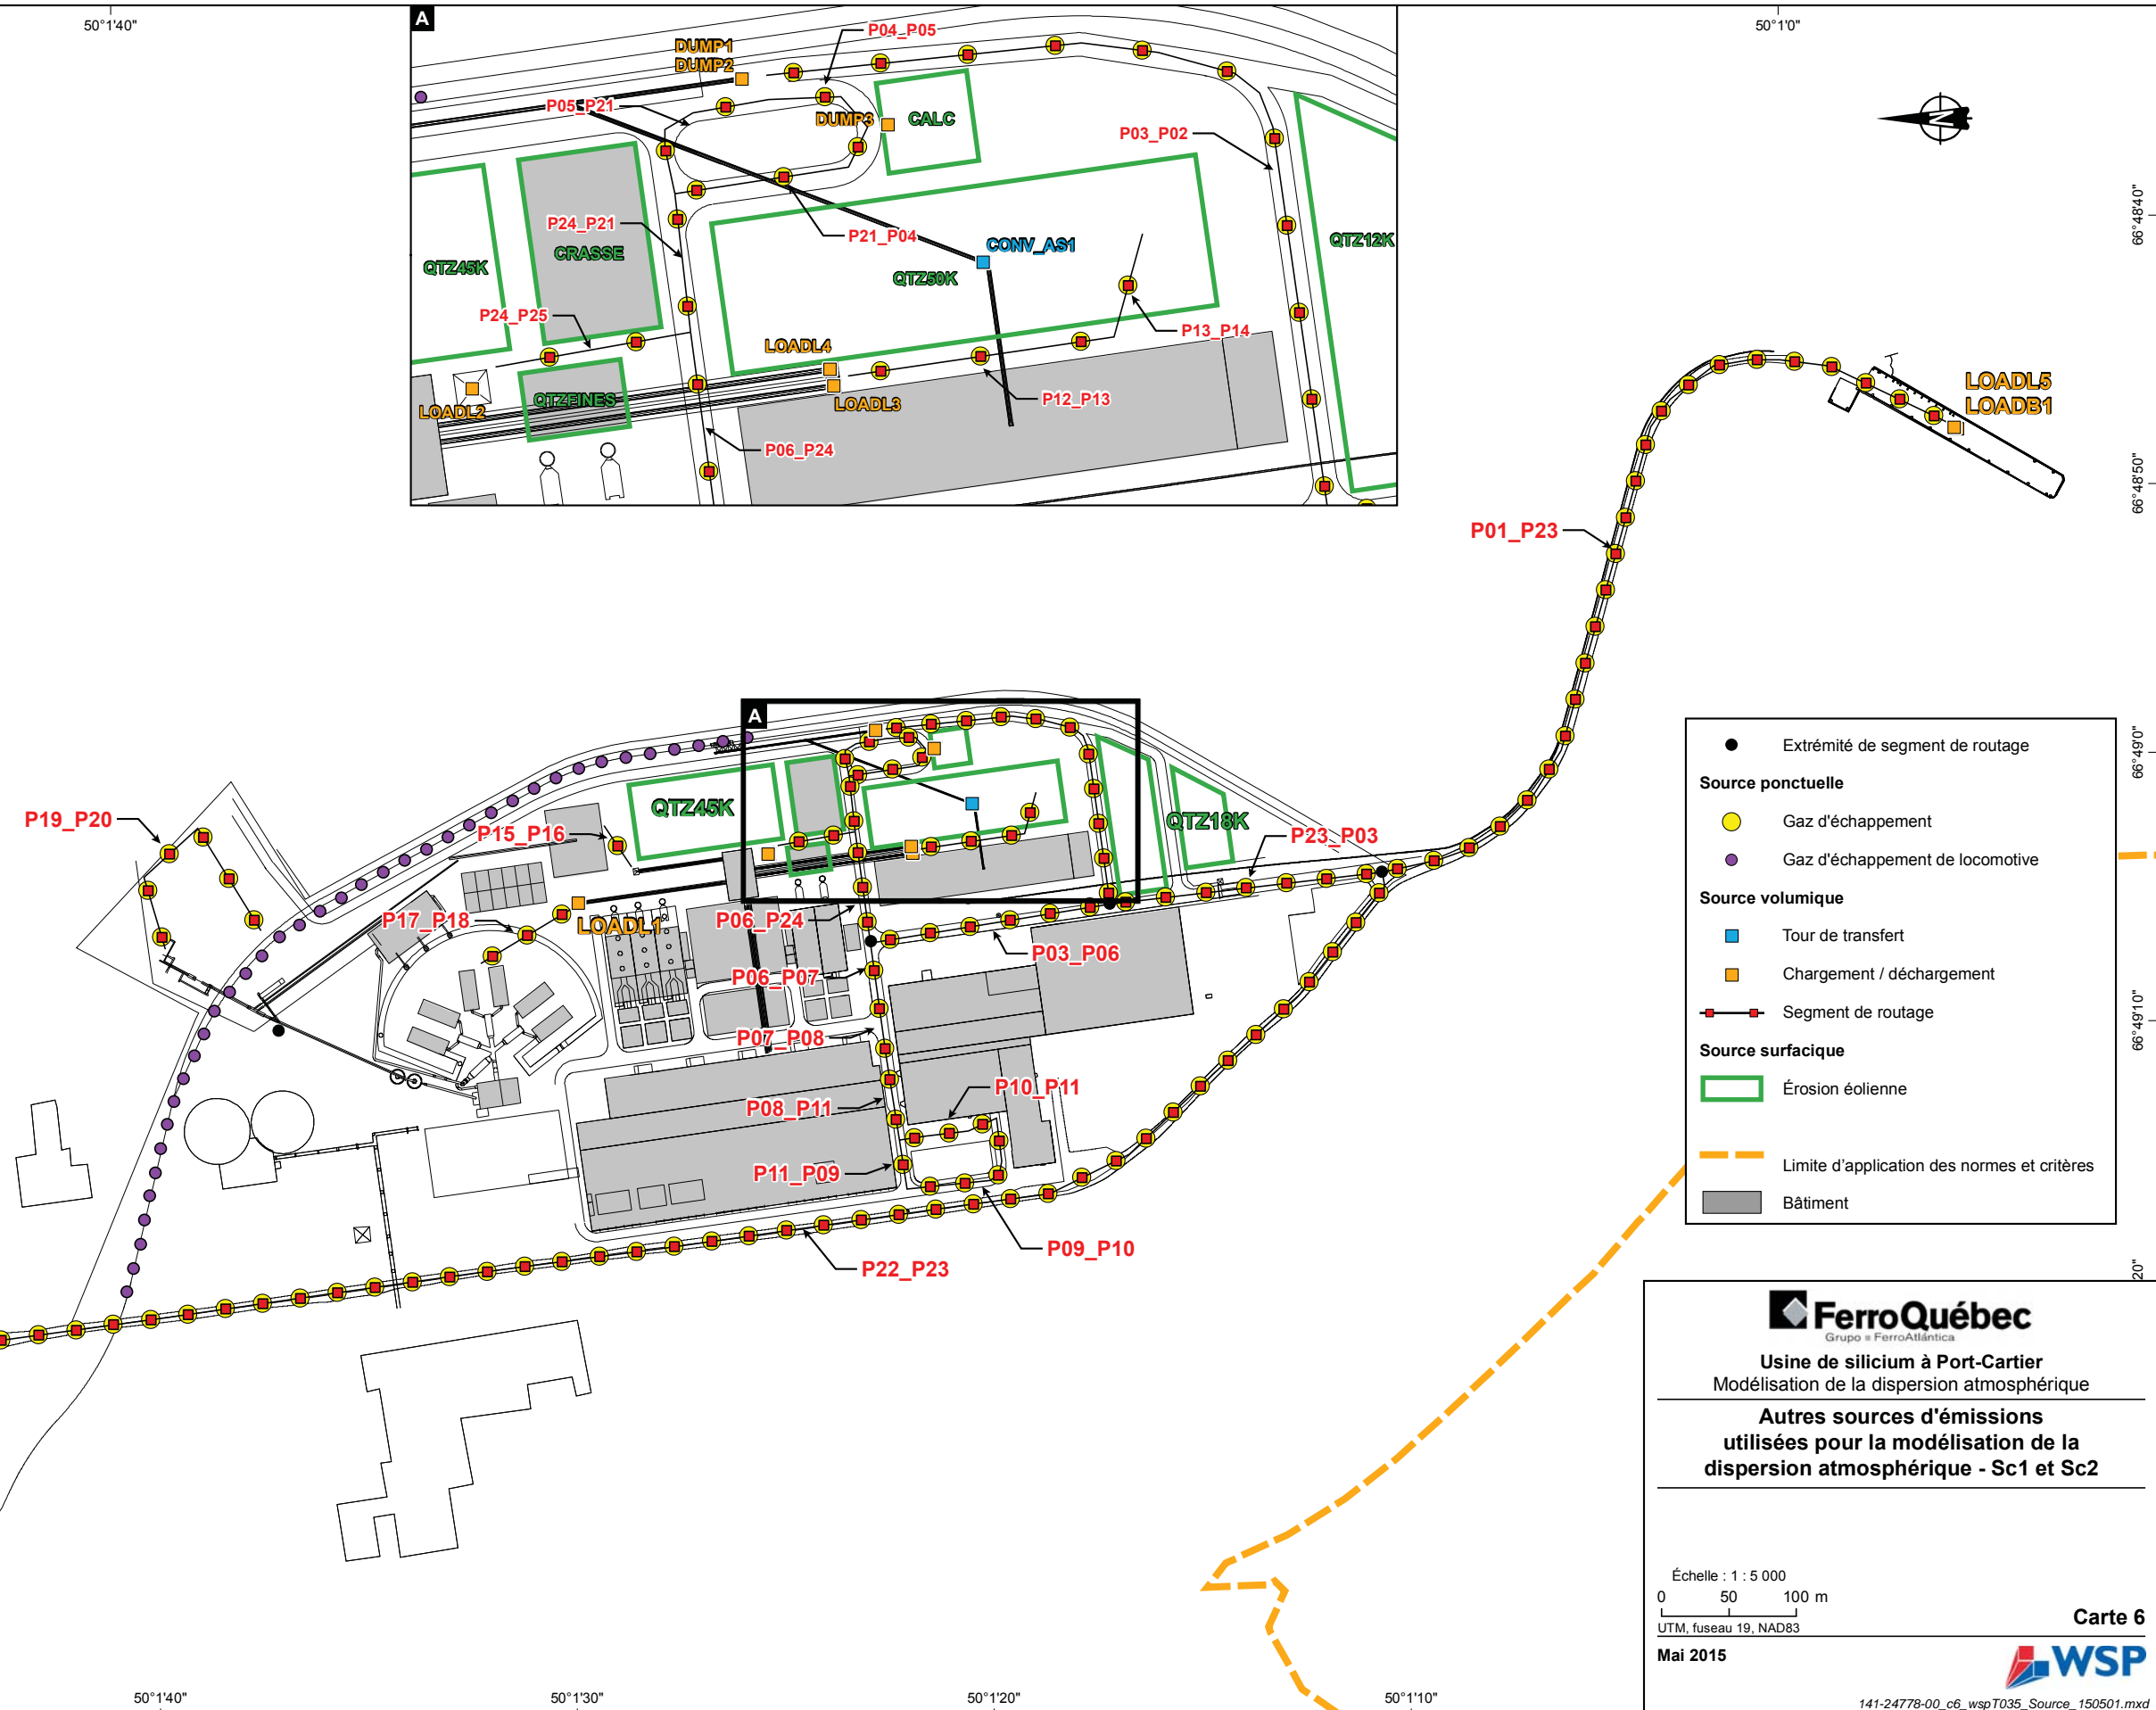 50°1'40"
50°1'0"
A
DUMP1
DUMP2
P04_P05
P05_P21
DUMP3
CALC
P03_P02
P24_P21
CRASSE
QTZ45K
P21_P04
CONV_AS1
QTZ50K
QTZ12K
P24_P25
P13_P14
LOADL4
LOADL2
QTZFINES
LOADL3
P12_P13
P06_P24
N
66°48'40"
66°48'50"
66°49'0"
66°49'10"
20"
LOADL5
LOADB1
P01_P23
A
QTZ45K
P19_P20
P15_P16
QTZ18K
P23_P03
P17_P18
LOADL1
P06_P24
P03_P06
P06_P07
P07_P08
P10_P11
P08_P11
P11_P09
P09_P10
P22_P23
Extrémité de segment de routage
Source ponctuelle
Gaz d'échappement
Gaz d'échappement de locomotive
Source volumique
Tour de transfert
Chargement / déchargement
Segment de routage
Source surfacique
Érosion éolienne
Limite d'application des normes et critères
Bâtiment
FerroQuébec
Grupo FerroAtlántica
Usine de silicium à Port-Cartier
Modélisation de la dispersion atmosphérique
Autres sources d'émissions
utilisées pour la modélisation de la
dispersion atmosphérique - Sc1 et Sc2
Échelle : 1 : 5 000
0 50 100 m
UTM, fuseau 19, NAD83
Carte 6
Mai 2015
WSP
141-24778-00_c6_wspT035_Source_150501.mxd
50°1'40"
50°1'30"
50°1'20"
50°1'10"